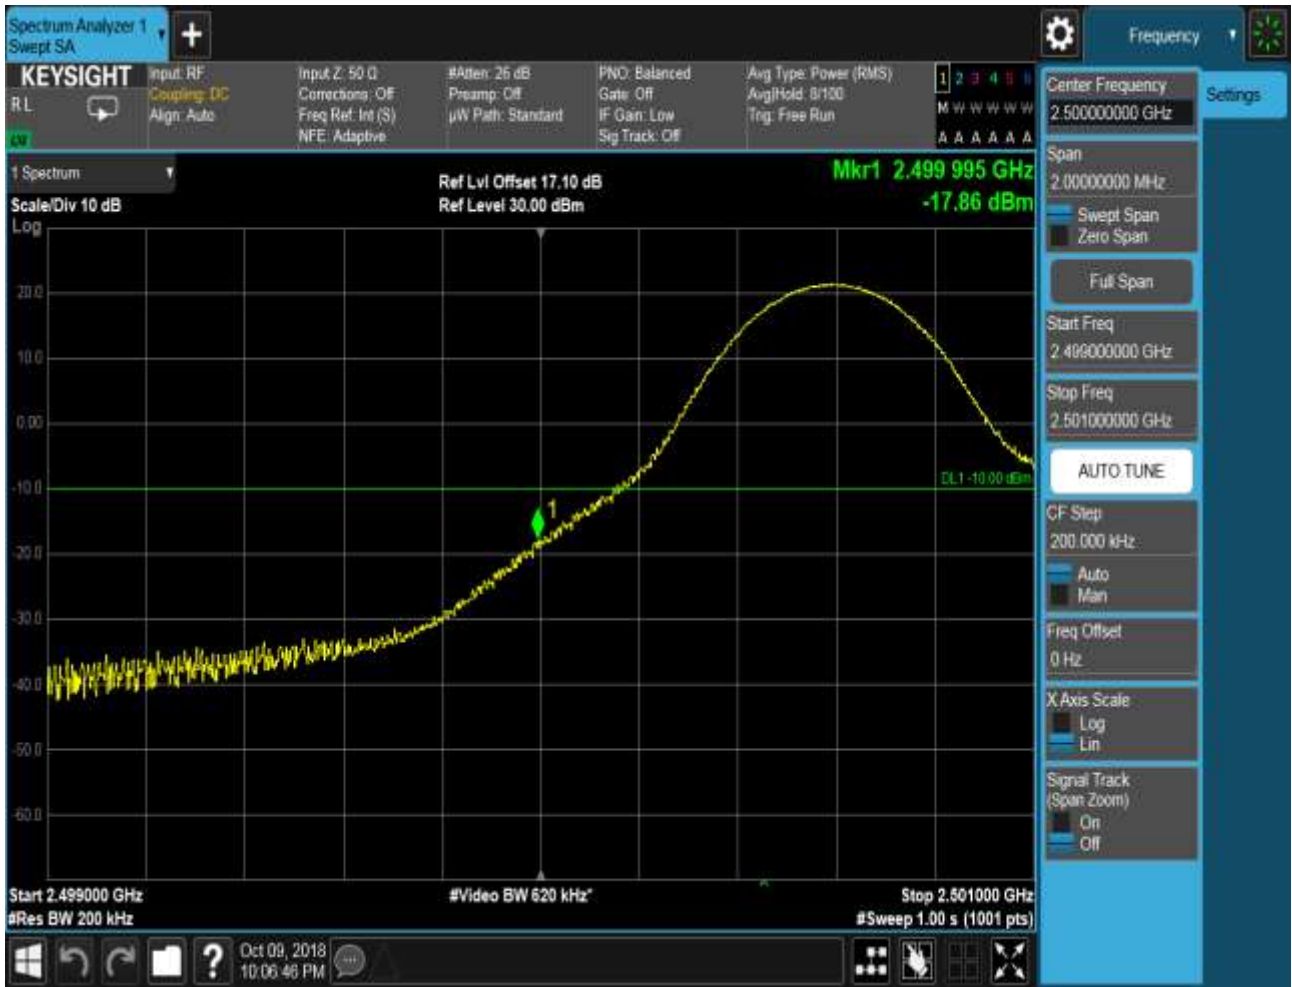 Spectrum Analyzer 1
Swept SA
Frequency
KEYSIGHT
R L
Input: RF
Coupling: DC
Align: Auto
Input Z: 50 Ω
Corrections: Off
Freq Ref: Int (S)
NFE: Adaptive
#Atten: 26 dB
Preamp: Off
µW Path: Standard
PNO: Balanced
Gate: Off
IF Gain: Low
Sig Track: Off
Avg Type: Power (RMS)
Avg|Hold: 8/100
Trig: Free Run
1 2 3 4 5 6
M W W W W W
A A A A A A
1 Spectrum
Scale/Div 10 dB
Log
Ref Lvl Offset 17.10 dB
Ref Level 30.00 dBm
Mkr1 2.499 995 GHz
-17.86 dBm
20.0
10.0
0.00
-10.0
-20.0
-30.0
-40.0
-50.0
-60.0
DL1 -10.00 dBm
1
Start 2.499000 GHz
#Res BW 200 kHz
#Video BW 620 kHz*
Stop 2.501000 GHz
#Sweep 1.00 s (1001 pts)
Oct 09, 2018
10:06:46 PM
?
Center Frequency
2.500000000 GHz
Settings
Span
2.00000000 MHz
Swept Span
Zero Span
Full Span
Start Freq
2.499000000 GHz
Stop Freq
2.501000000 GHz
AUTO TUNE
CF Step
200.000 kHz
Auto
Man
Freq Offset
0 Hz
X Axis Scale
Log
Lin
Signal Track
(Span Zoom)
On
Off